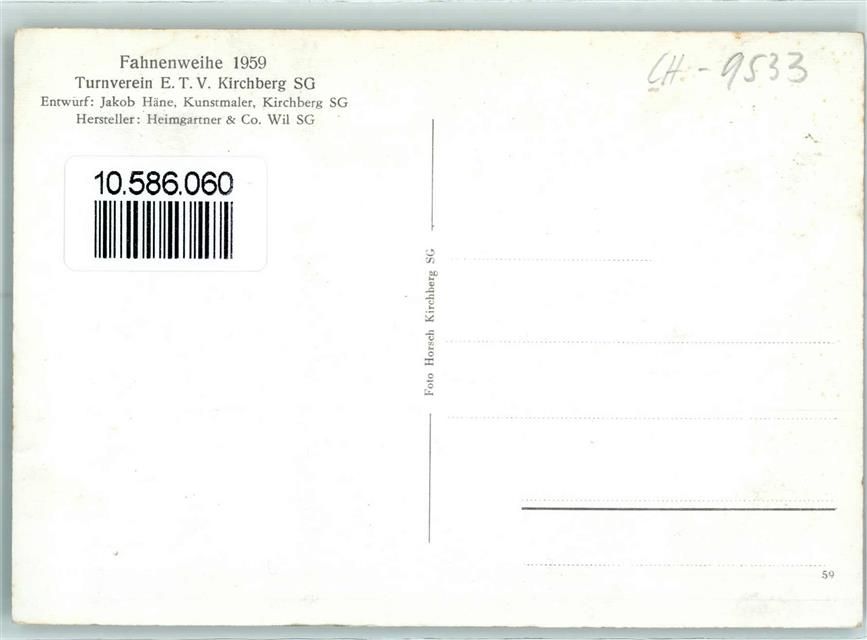 Fahnenweihe 1959
Turnverein E. T. V. Kirchberg SG
Entwurf: Jakob Häne, Kunstmaler, Kirchberg SG
Hersteller: Heimgartner & Co. Wil SG
10.586.060
Foto Horsch Kirchberg SG
CH - 9533
59